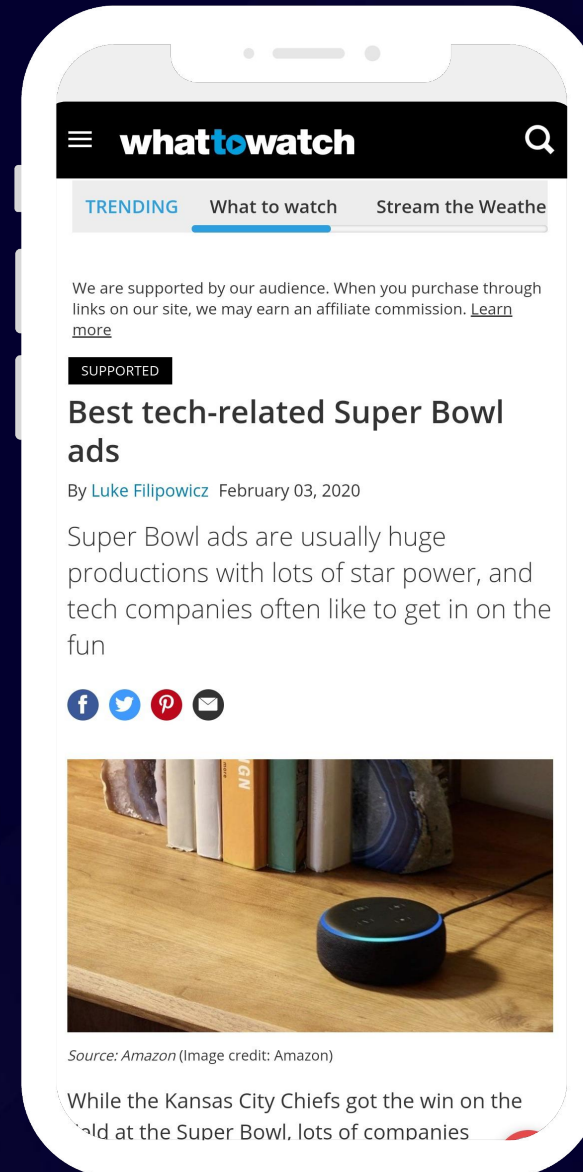 whattowatch
TRENDING What to watch Stream the Weathe
We are supported by our audience. When you purchase through
links on our site, we may earn an affiliate commission. Learn
more
SUPPORTED
Best tech-related Super Bowl
ads
By Luke Filipowicz February 03, 2020
Super Bowl ads are usually huge
productions with lots of star power, and
tech companies often like to get in on the
fun
Source: Amazon (Image credit: Amazon)
While the Kansas City Chiefs got the win on the
at the Super Bowl, lots of companies